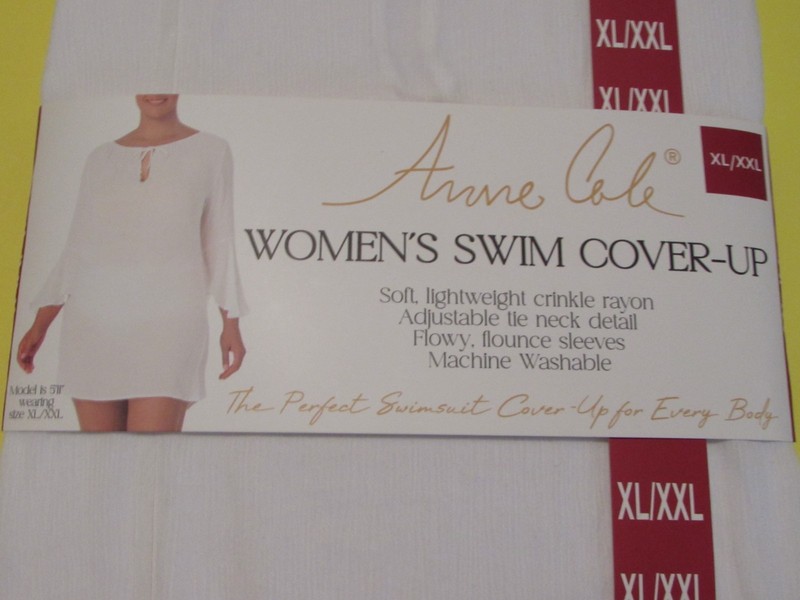 XL/XXL
XL/XXL
Anne Cole®
XL/XXL
WOMEN'S SWIM COVER-UP
Soft, lightweight crinkle rayon
Adjustable tie neck detail
Flowy, flounce sleeves
Machine Washable
Model is 5'11"
wearing
size XL/XXL
The Perfect Swimsuit Cover-Up for Every Body
XL/XXL
XL/XXL